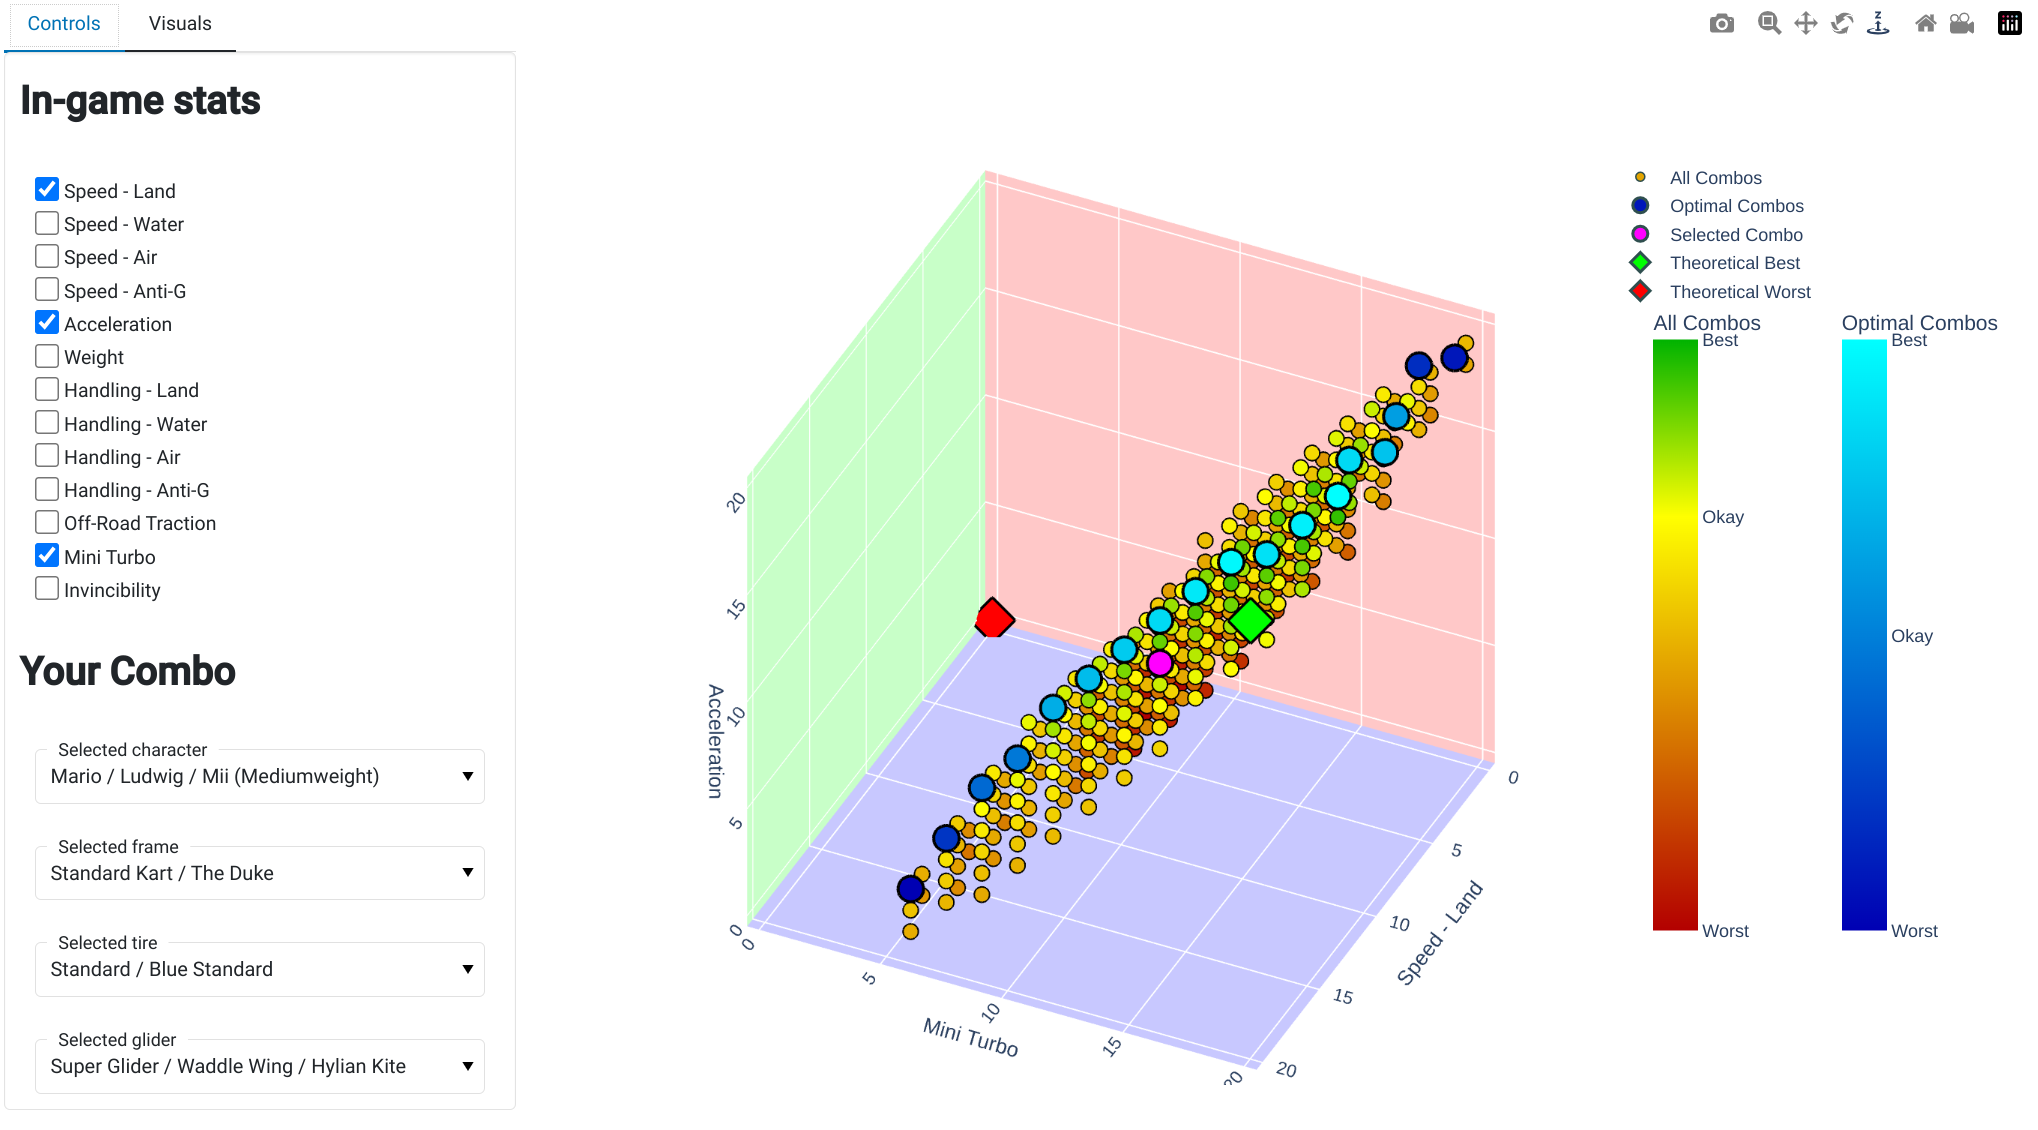 Controls
Visuals
In-game stats
Speed - Land
Speed - Water
Speed - Air
Speed - Anti-G
Acceleration
Weight
Handling - Land
Handling - Water
Handling - Air
Handling - Anti-G
Off-Road Traction
Mini Turbo
Invincibility
Your Combo
Selected character
Mario / Ludwig / Mii (Mediumweight)
Selected frame
Standard Kart / The Duke
Selected tire
Standard / Blue Standard
Selected glider
Super Glider / Waddle Wing / Hylian Kite
z
20
15
10
5
0
Acceleration
0
5
10
15
20
Mini Turbo
0
5
10
15
20
Speed - Land
All Combos
Optimal Combos
Selected Combo
Theoretical Best
Theoretical Worst
All Combos
Best
Okay
Worst
Optimal Combos
Best
Okay
Worst